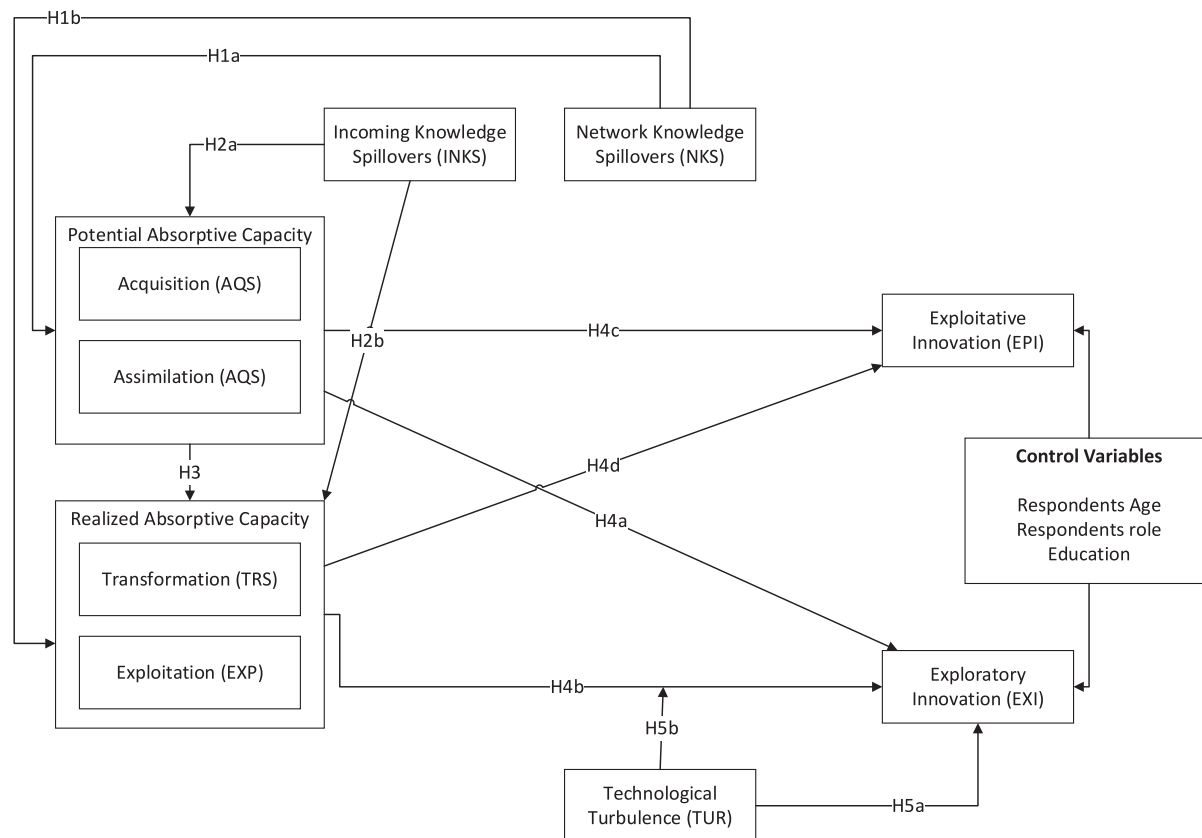 H1b
H1a
Incoming Knowledge
Spillovers (INKS)
Network Knowledge
Spillovers (NKS)
H2a
Potential Absorptive Capacity
Acquisition (AQS)
Assimilation (AQS)
H2b
H4c
Exploitative
Innovation (EPI)
Control Variables
Respondents Age
Respondents role
Education
H3
H4d
H4a
Realized Absorptive Capacity
Transformation (TRS)
Exploitation (EXP)
H4b
Exploratory
Innovation (EXI)
H5b
Technological
Turbulence (TUR)
H5a